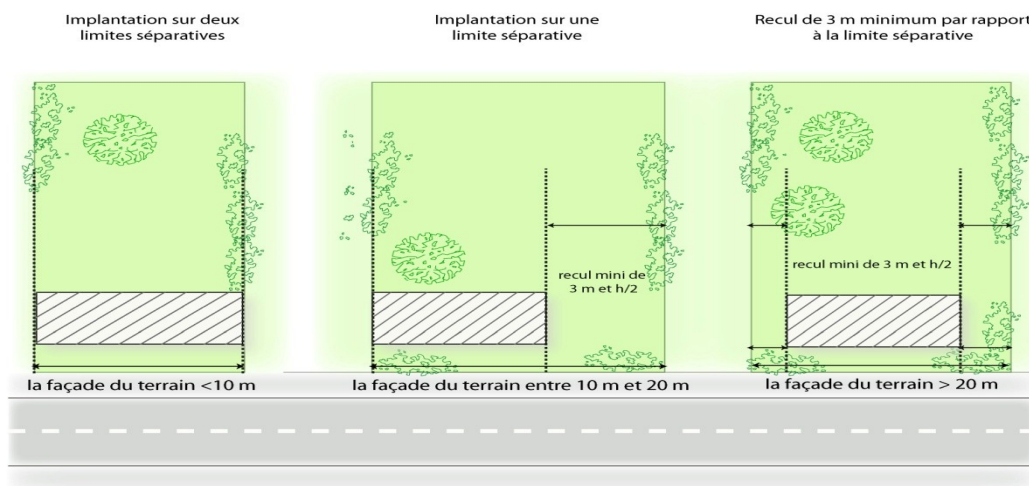 Implantation sur deux
limites séparatives
Implantation sur une
limite séparative
Recul de 3 m minimum par rapport
à la limite séparative
recul mini de
3 m et h/2
recul mini de 3 m et h/2
la façade du terrain <10 m
la façade du terrain entre 10 m et 20 m
la façade du terrain > 20 m